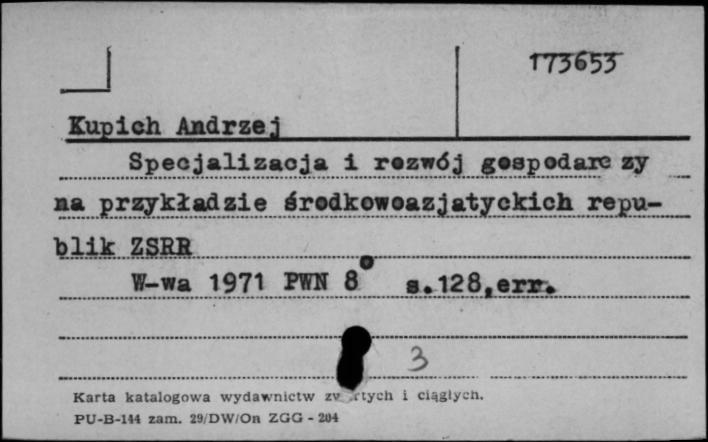 173653
Kupich Andrzej
Specjalizacja i rozwój gospodarczy
na przykładzie środkowoazjatyckich repu-
blik ZSRR
W-wa 1971 PWN 8° s.128,err.
3
Karta katalogowa wydawnictw zwartych i ciągłych.
PU-B-144 zam. 29/DW/On ZGG - 204